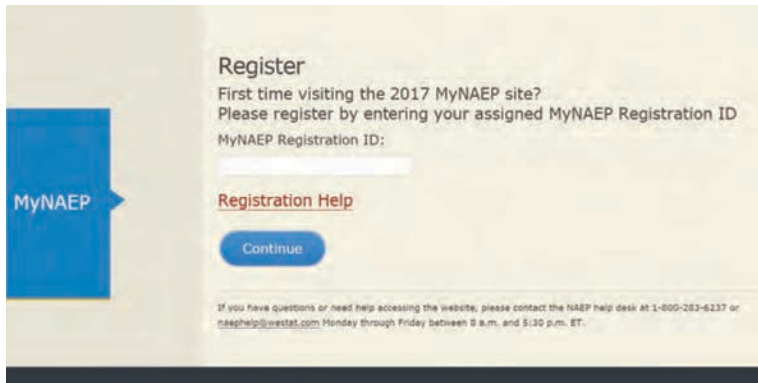 Register
First time visiting the 2017 MyNAEP site?
Please register by entering your assigned MyNAEP Registration ID
MyNAEP Registration ID:
MyNAEP
Registration Help
Continue
If you have questions or need help accessing the website, please contact the NAEP help desk at 1-800-283-6237 or
naephelp@westat.com Monday through Friday between 8 a.m. and 5:30 p.m. ET.